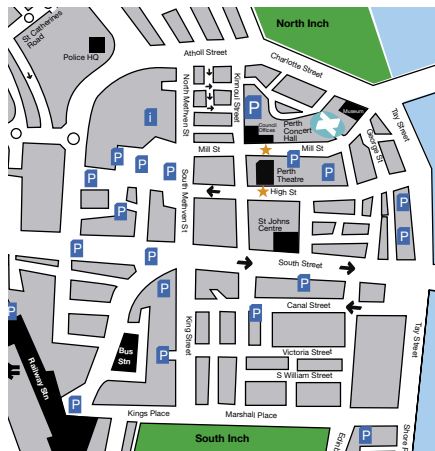 North Inch
St Catherines
Road
Police HQ
Atholl Street
Charlotte Street
North Methven St
Kinnoull Street
P
Museum
Tay Street
i
Council
Offices
Perth
Concert
Hall
George St
Mill St
Mill St
P
P
P
P
P
P
P
Perth
Theatre
South Methven St
High St
P
P
St Johns
Centre
P
P
P
P
South Street
P
P
Canal Street
P
P
King Street
Tay Street
Railway Stn
Bus
Stn
P
Victoria Street
S William Street
P
Kings Place
Marshall Place
South Inch
P
Shore